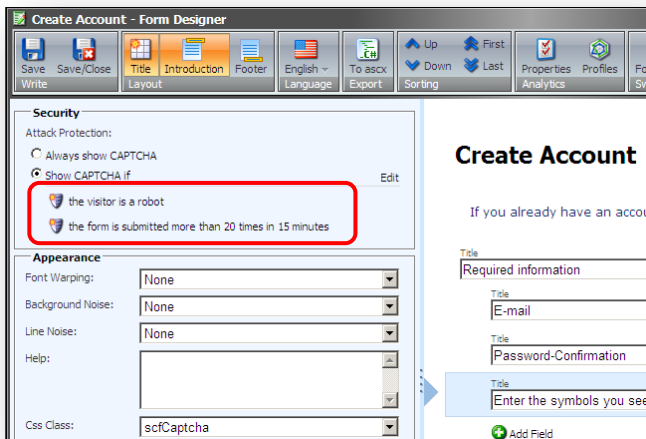 Create Account - Form Designer
Save Save/Close Title Introduction Footer English To ascx Up First Down Last Properties Profiles
Write Layout Language Export Sorting Analytics
Security
Attack Protection:
Always show CAPTCHA
Show CAPTCHA if Edit
the visitor is a robot
the form is submitted more than 20 times in 15 minutes
Appearance
Font Warping: None
Background Noise: None
Line Noise: None
Help:
Css Class: scfCaptcha
Create Account
If you already have an accou
Title
Required information
Title
E-mail
Title
Password-Confirmation
Title
Enter the symbols you see
Add Field